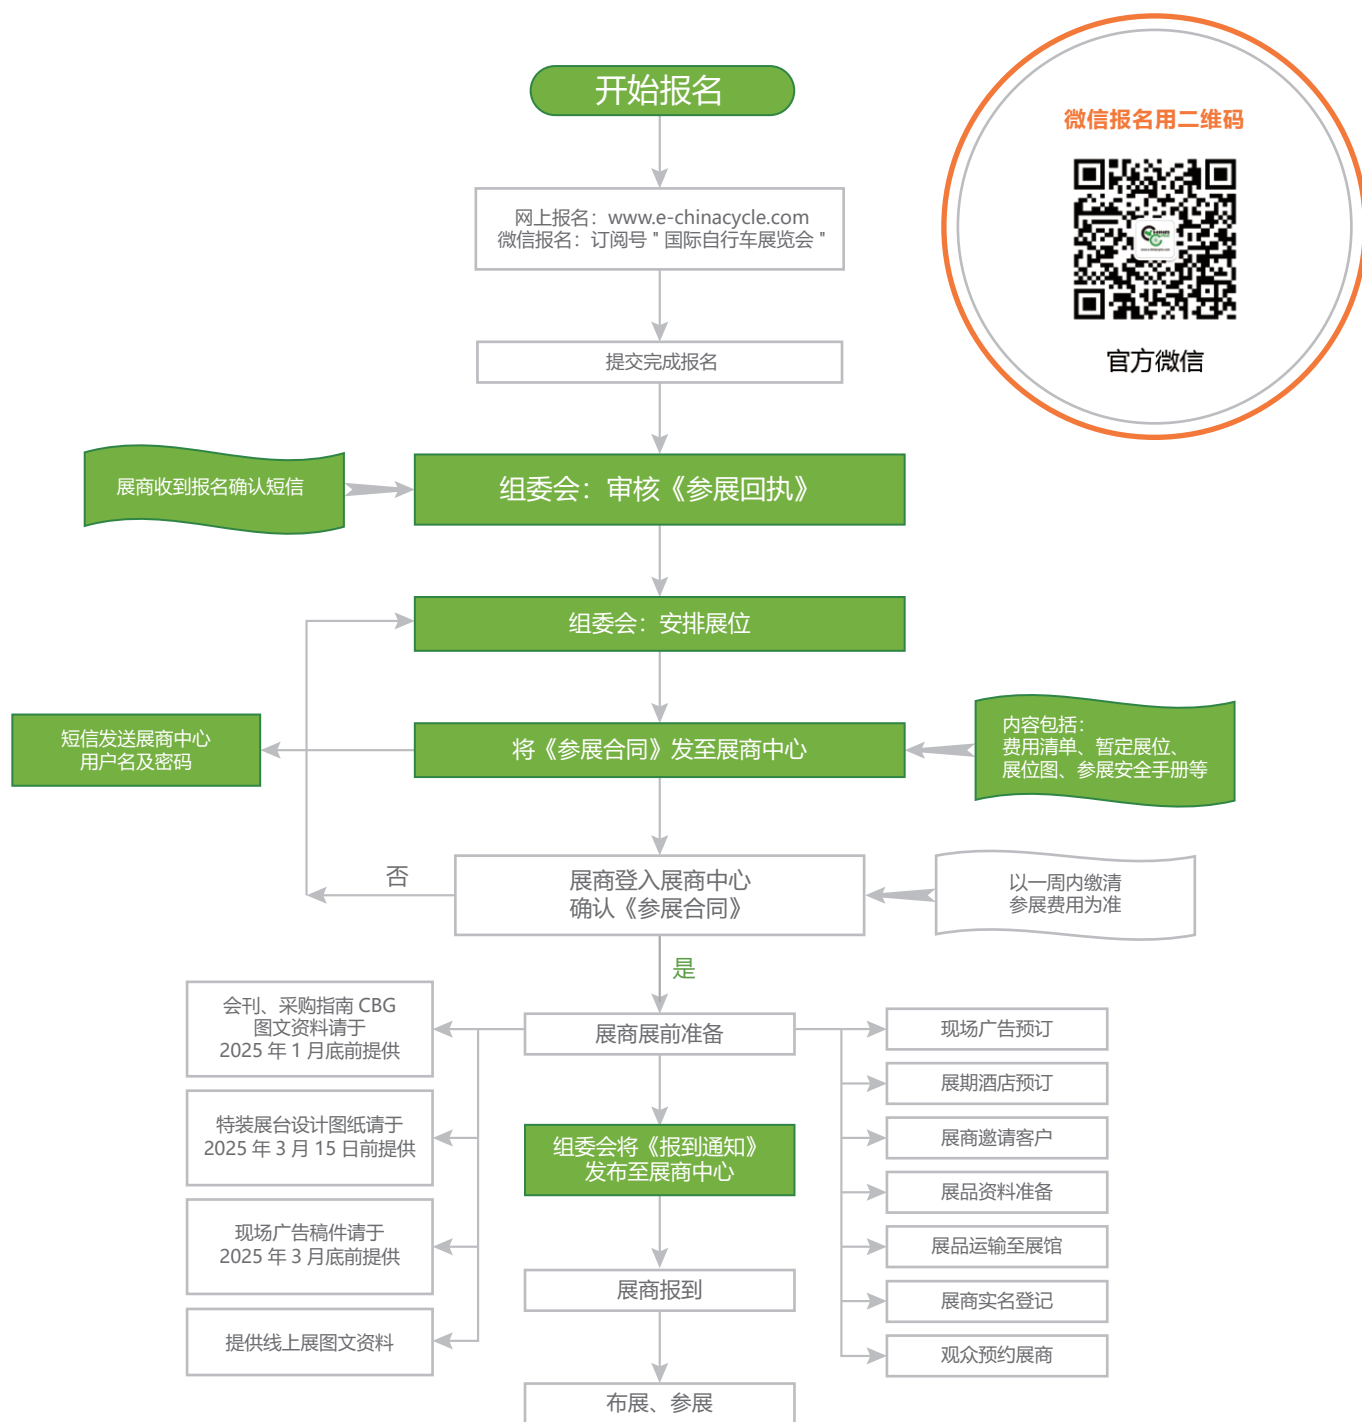 开始报名
微信报名用二维码
官方微信
网上报名：www.e-chinacycle.com
微信报名：订阅号 " 国际自行车展览会 "
提交完成报名
展商收到报名确认短信
组委会：审核《参展回执》
组委会：安排展位
短信发送展商中心
用户名及密码
将《参展合同》发至展商中心
内容包括：
费用清单、暂定展位、
展位图、参展安全手册等
否
展商登入展商中心
确认《参展合同》
以一周内缴清
参展费用为准
是
会刊、采购指南 CBG
图文资料请于
2025 年 1 月底前提供
特装展台设计图纸请于
2025 年 3 月 15 日前提供
现场广告稿件请于
2025 年 3 月底前提供
提供线上展图文资料
展商展前准备
组委会将《报到通知》
发布至展商中心
展商报到
布展、参展
现场广告预订
展期酒店预订
展商邀请客户
展品资料准备
展品运输至展馆
展商实名登记
观众预约展商